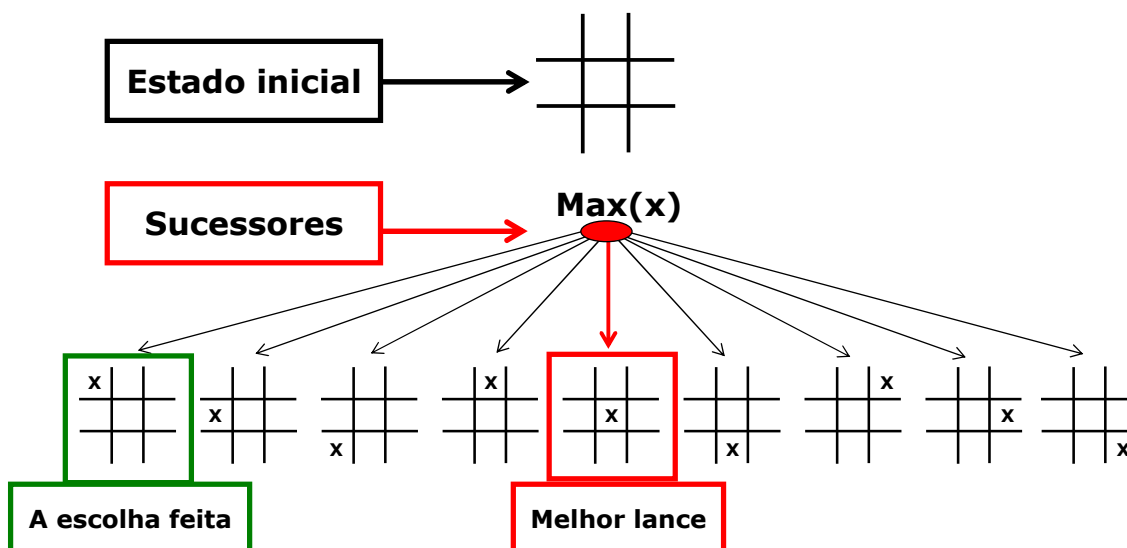 Estado inicial
Max(x)
Sucessores
x
x
x
x
x
x
x
x
x
A escolha feita
Melhor lance